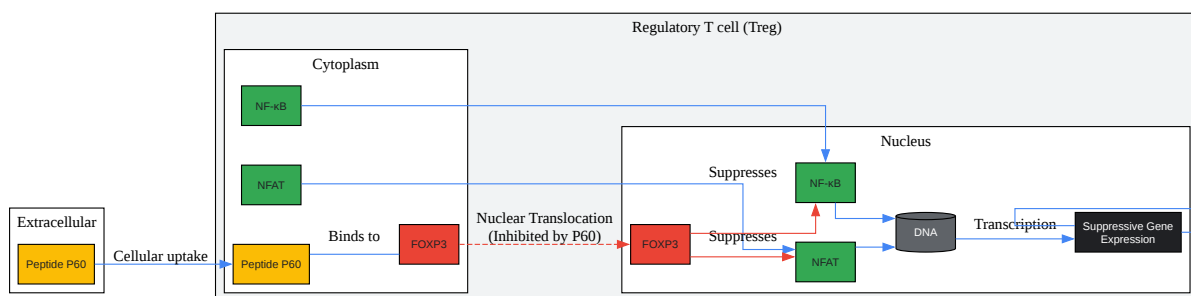 Regulatory T cell (Treg)
Cytoplasm
NF-κB
NFAT
Extracellular
Peptide P60
Cellular uptake
Peptide P60
Binds to
FOXP3
Nuclear Translocation
(Inhibited by P60)
Nucleus
FOXP3
Suppresses
NF-κB
Suppresses
NFAT
DNA
Transcription
Suppressive Gene
Expression